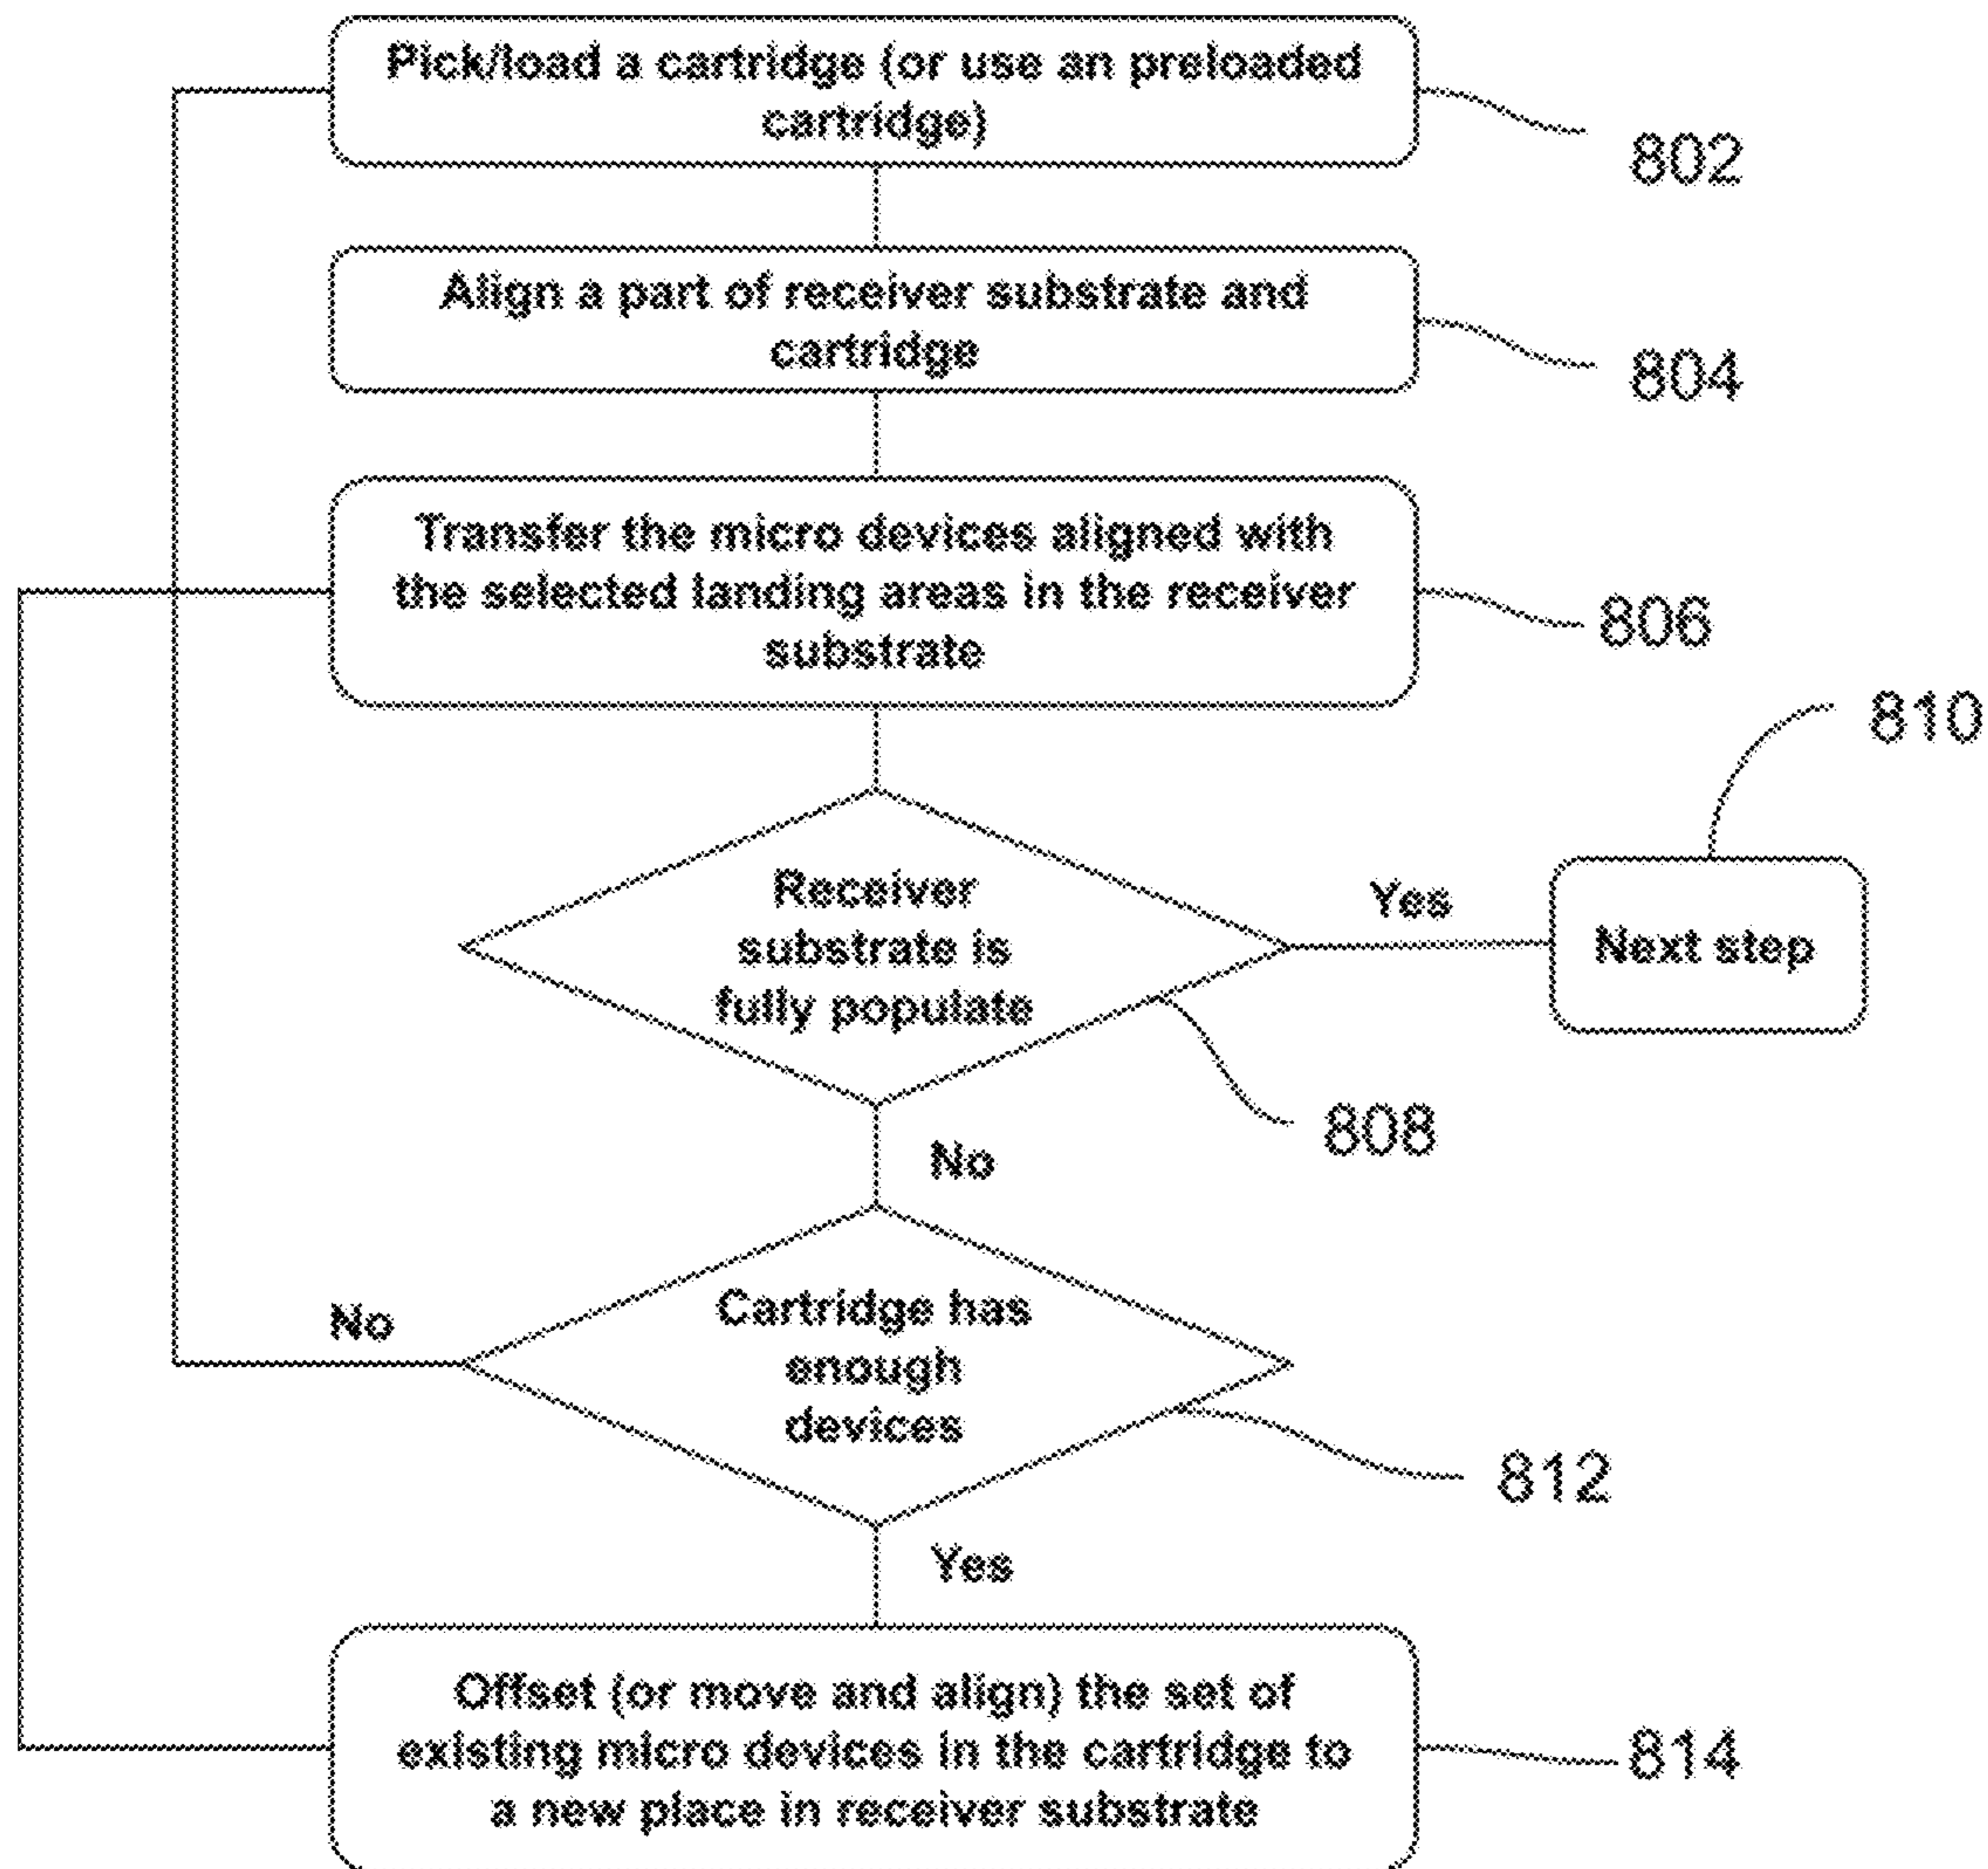 Pick/load a cartridge (or use an preloaded
cartridge)
802
Align a part of receiver substrate and
cartridge
804
Transfer the micro devices aligned with
the selected landing areas in the receiver
substrate
806
810
Receiver
substrate is
fully populate
Yes
Next step
808
No
Cartridge has
enough
devices
No
812
Yes
Offset (or move and align) the set of
existing micro devices in the cartridge to
a new place in receiver substrate
814